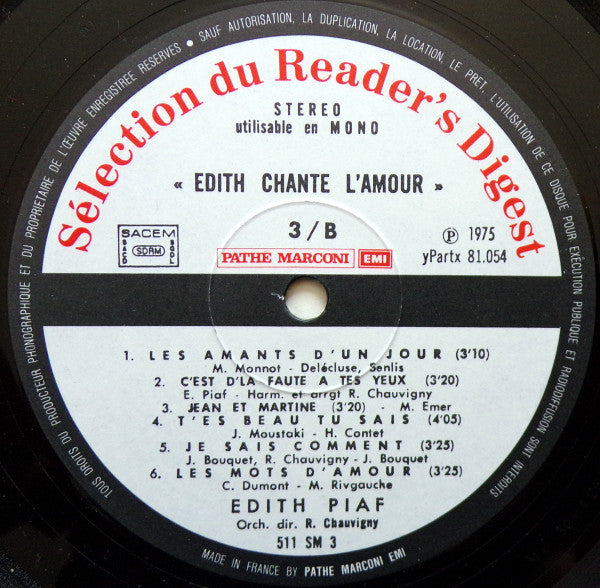 TOUS DROITS DU PRODUCTEUR PHONOGRAPHIQUE ET DU PROPRIETAIRE DE L'ŒUVRE ENREGISTREE RESERVES • SAUF AUTORISATION, LA DUPLICATION, LA LOCATION, LE PRET, L'UTILISATION DE CE DISQUE POUR EXECUTION PUBLIQUE ET RADIODIFFUSION SONT INTERDITS
Sélection du Reader's Digest
STEREO
utilisable en MONO
« EDITH CHANTE L'AMOUR »
3/B
SACEM
SACD SDRM SGDL
PATHE MARCONI EMI
℗ 1975
yPartx 81.054
1. LES AMANTS D'UN JOUR (3'10)
M. Monnot - Delécluse, Senlis
2. C'EST D'LA FAUTE A TES YEUX (3'20)
E. Piaf - Harm. et arrgt R. Chauvigny
3. JEAN ET MARTINE (3'20) - M. Emer
4. T'ES BEAU TU SAIS (4'05)
J. Moustaki - H. Contet
5. JE SAIS COMMENT (3'25)
J. Bouquet, R. Chauvigny - J. Bouquet
6. LES MOTS D'AMOUR (3'25)
C. Dumont - M. Rivgauche
EDITH PIAF
Orch. dir. R. Chauvigny
511 SM 3
MADE IN FRANCE BY PATHE MARCONI EMI